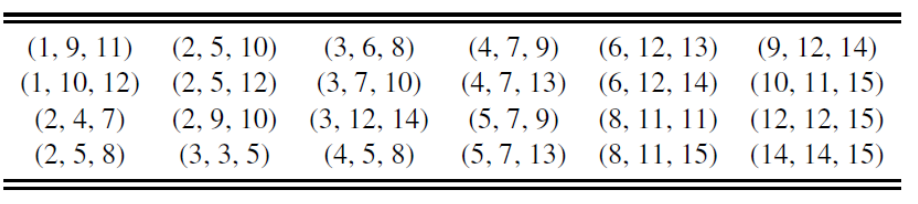 (1, 9, 11) (2, 5, 10) (3, 6, 8) (4, 7, 9) (6, 12, 13) (9, 12, 14)
(1, 10, 12) (2, 5, 12) (3, 7, 10) (4, 7, 13) (6, 12, 14) (10, 11, 15)
(2, 4, 7) (2, 9, 10) (3, 12, 14) (5, 7, 9) (8, 11, 11) (12, 12, 15)
(2, 5, 8) (3, 3, 5) (4, 5, 8) (5, 7, 13) (8, 11, 15) (14, 14, 15)